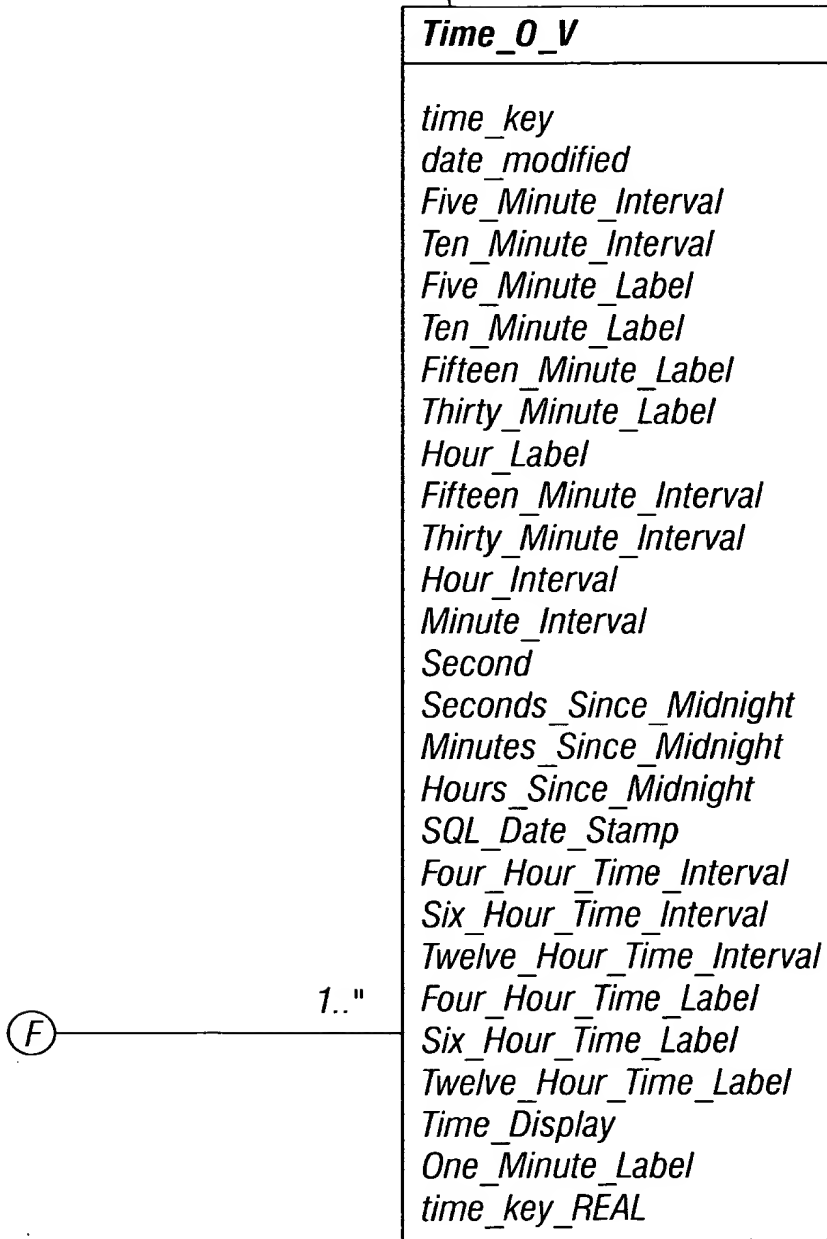 Time_O_V
time_key
date_modified
Five_Minute_Interval
Ten_Minute_Interval
Five_Minute_Label
Ten_Minute_Label
Fifteen_Minute_Label
Thirty_Minute_Label
Hour_Label
Fifteen_Minute_Interval
Thirty_Minute_Interval
Hour_Interval
Minute_Interval
Second
Seconds_Since_Midnight
Minutes_Since_Midnight
Hours_Since_Midnight
SQL_Date_Stamp
Four_Hour_Time_Interval
Six_Hour_Time_Interval
Twelve_Hour_Time_Interval
1.." Four_Hour_Time_Label
F Six_Hour_Time_Label
Twelve_Hour_Time_Label
Time_Display
One_Minute_Label
time_key_REAL